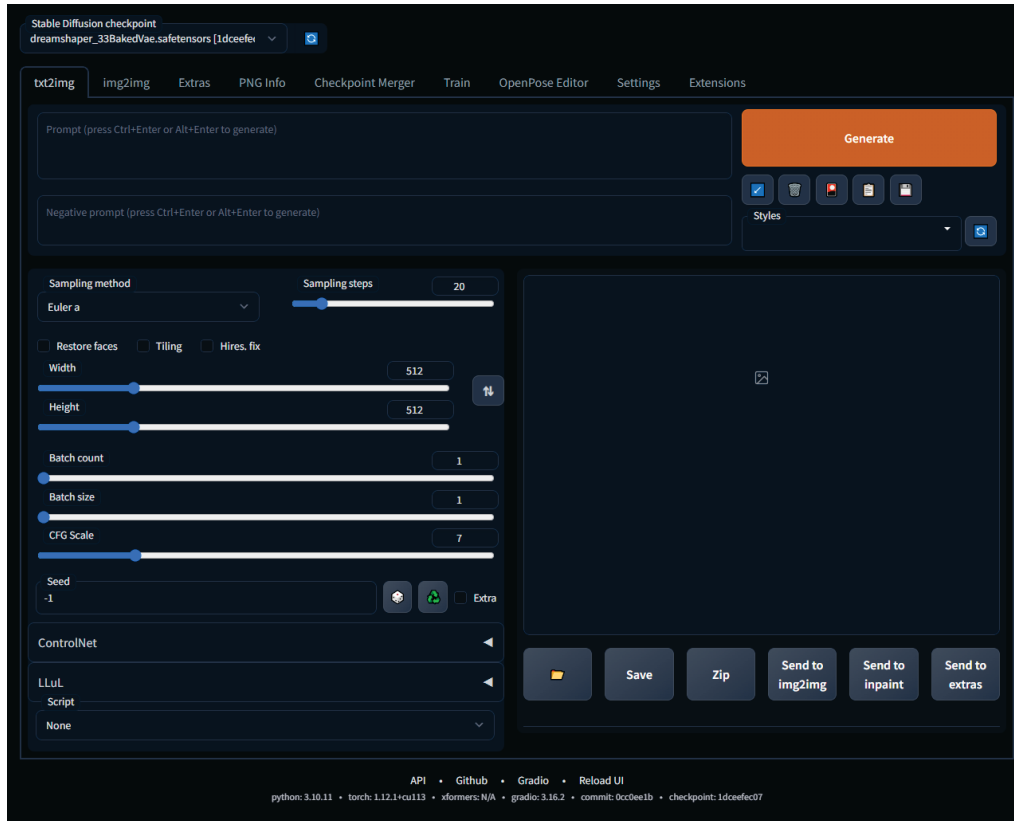 Stable Diffusion checkpoint
dreamshaper_33BakedVae.safetensors [1dceefec
txt2img img2img Extras PNG Info Checkpoint Merger Train OpenPose Editor Settings Extensions
Prompt (press Ctrl+Enter or Alt+Enter to generate)
Generate
Negative prompt (press Ctrl+Enter or Alt+Enter to generate)
Styles
Sampling method
Euler a
Sampling steps
20
Restore faces Tiling Hires. fix
Width
512
Height
512
Batch count
1
Batch size
1
CFG Scale
7
Seed
-1
Extra
ControlNet
LLuL
Script
None
Save
Zip
Send to
img2img
Send to
inpaint
Send to
extras
API • Github • Gradio • Reload UI
python: 3.10.11 • torch: 1.12.1+cu113 • xformers: N/A • gradio: 3.16.2 • commit: 0cc0ee1b • checkpoint: 1dceefec07